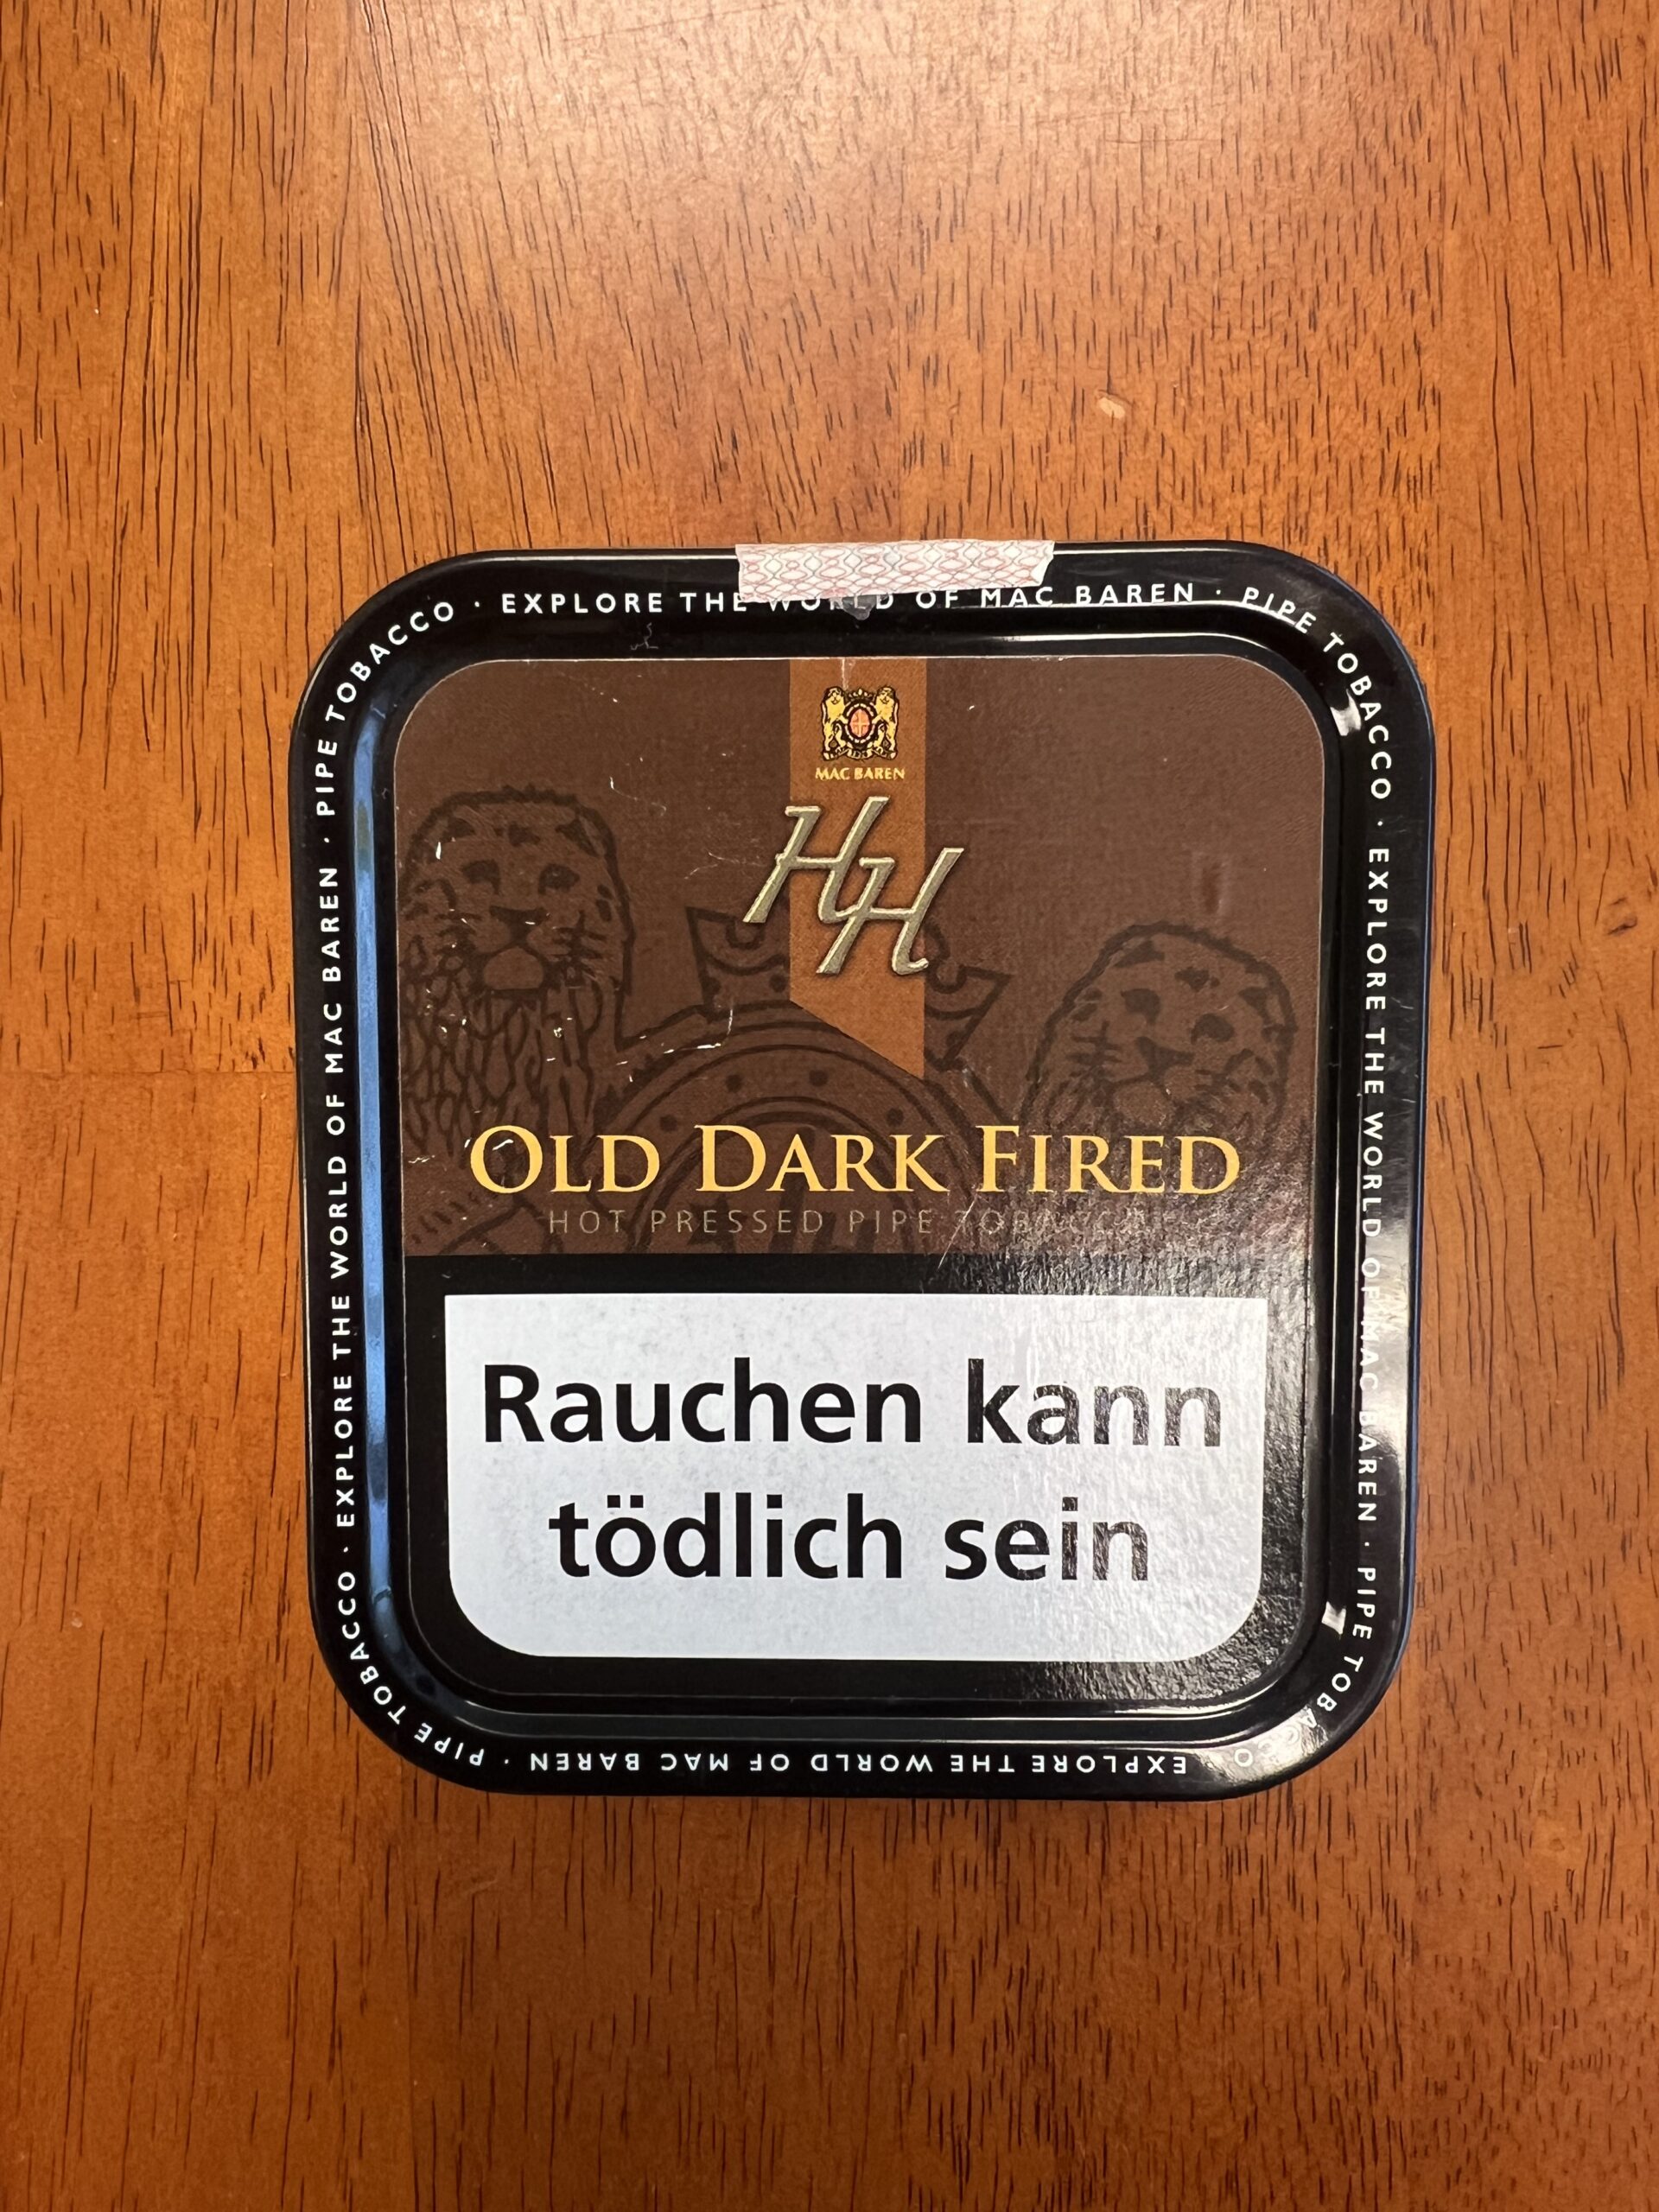 EXPLORE THE WORLD OF MAC BAREN · PIPE TOBACCO ·
EXPLORE THE WORLD OF MAC BAREN · PIPE TOBACCO
EXPLORE THE WORLD OF MAC BAREN · PIPE TOBACCO ·
EXPLORE THE WORLD OF MAC BAREN · PIPE TOBACCO ·
MAC BAREN
HH
OLD DARK FIRED
HOT PRESSED PIPE TOBACCO
Rauchen kann
tödlich sein